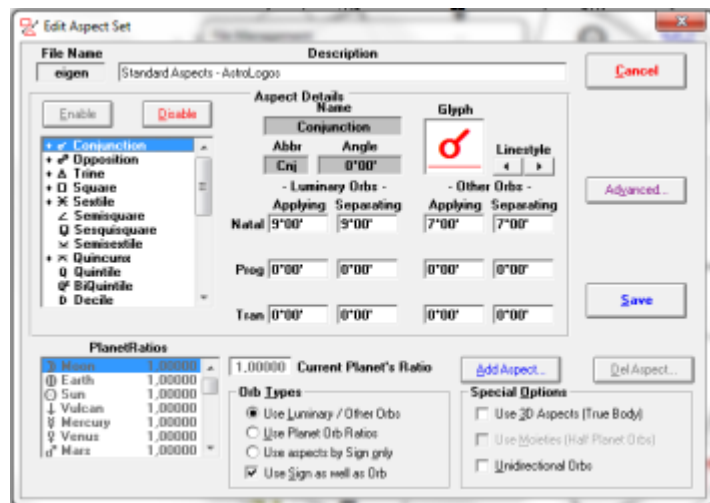 Edit Aspect Set
File Name
Description
eigen
Standard Aspects - AstroLogos
Cancel
Enable
Disable
Aspect Details
Name
Glyph
Conjunction
Abbr Angle
Linestyle
Cnj 0°00'
+ Conjunction
+ Opposition
+ Trine
+ Square
+ Sextile
Semisquare
Sesquisquare
Semisextile
+ Quincunx
Quintile
BiQuintile
Decile
- Luminary Orbs - - Other Orbs -
Applying Separating Applying Separating
Natal 9°00' 9°00' 7°00' 7°00'
Prog 0°00' 0°00' 0°00' 0°00'
Tran 0°00' 0°00' 0°00' 0°00'
Advanced...
Save
PlanetRatios
Moon 1,00000
Earth 1,00000
Sun 1,00000
Vulcan 1,00000
Mercury 1,00000
Venus 1,00000
Mars 1,00000
1,00000 Current Planet's Ratio
Add Aspect...
Del Aspect...
Orb Types
Use Luminary / Other Orbs
Use Planet Orb Ratios
Use aspects by Sign only
Use Sign as well as Orb
Special Options
Use 3D Aspects (True Body)
Use Moieties (Half Planet Orbs)
Unidirectional Orbs